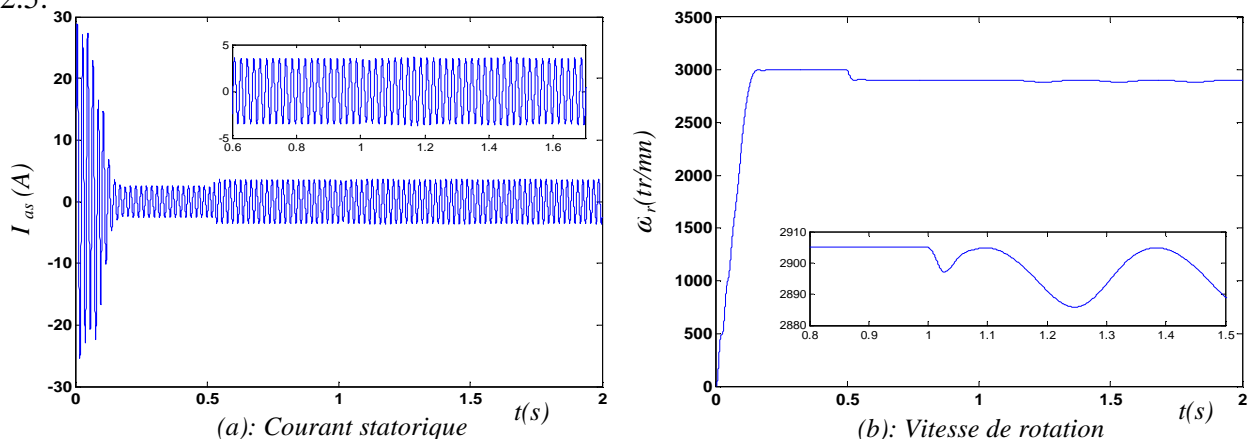 2.5.
30
20
10
0
-10
-20
-30
I as (A)
5
0
-5
0.6 0.8 1 1.2 1.4 1.6
0 0.5 1 1.5 2
t(s)
(a): Courant statorique
3500
3000
2500
2000
1500
1000
500
0
ω r(tr/mn)
2910
2900
2890
2880
0.8 0.9 1 1.1 1.2 1.3 1.4 1.5
0 0.5 1 1.5 2
t(s)
(b): Vitesse de rotation